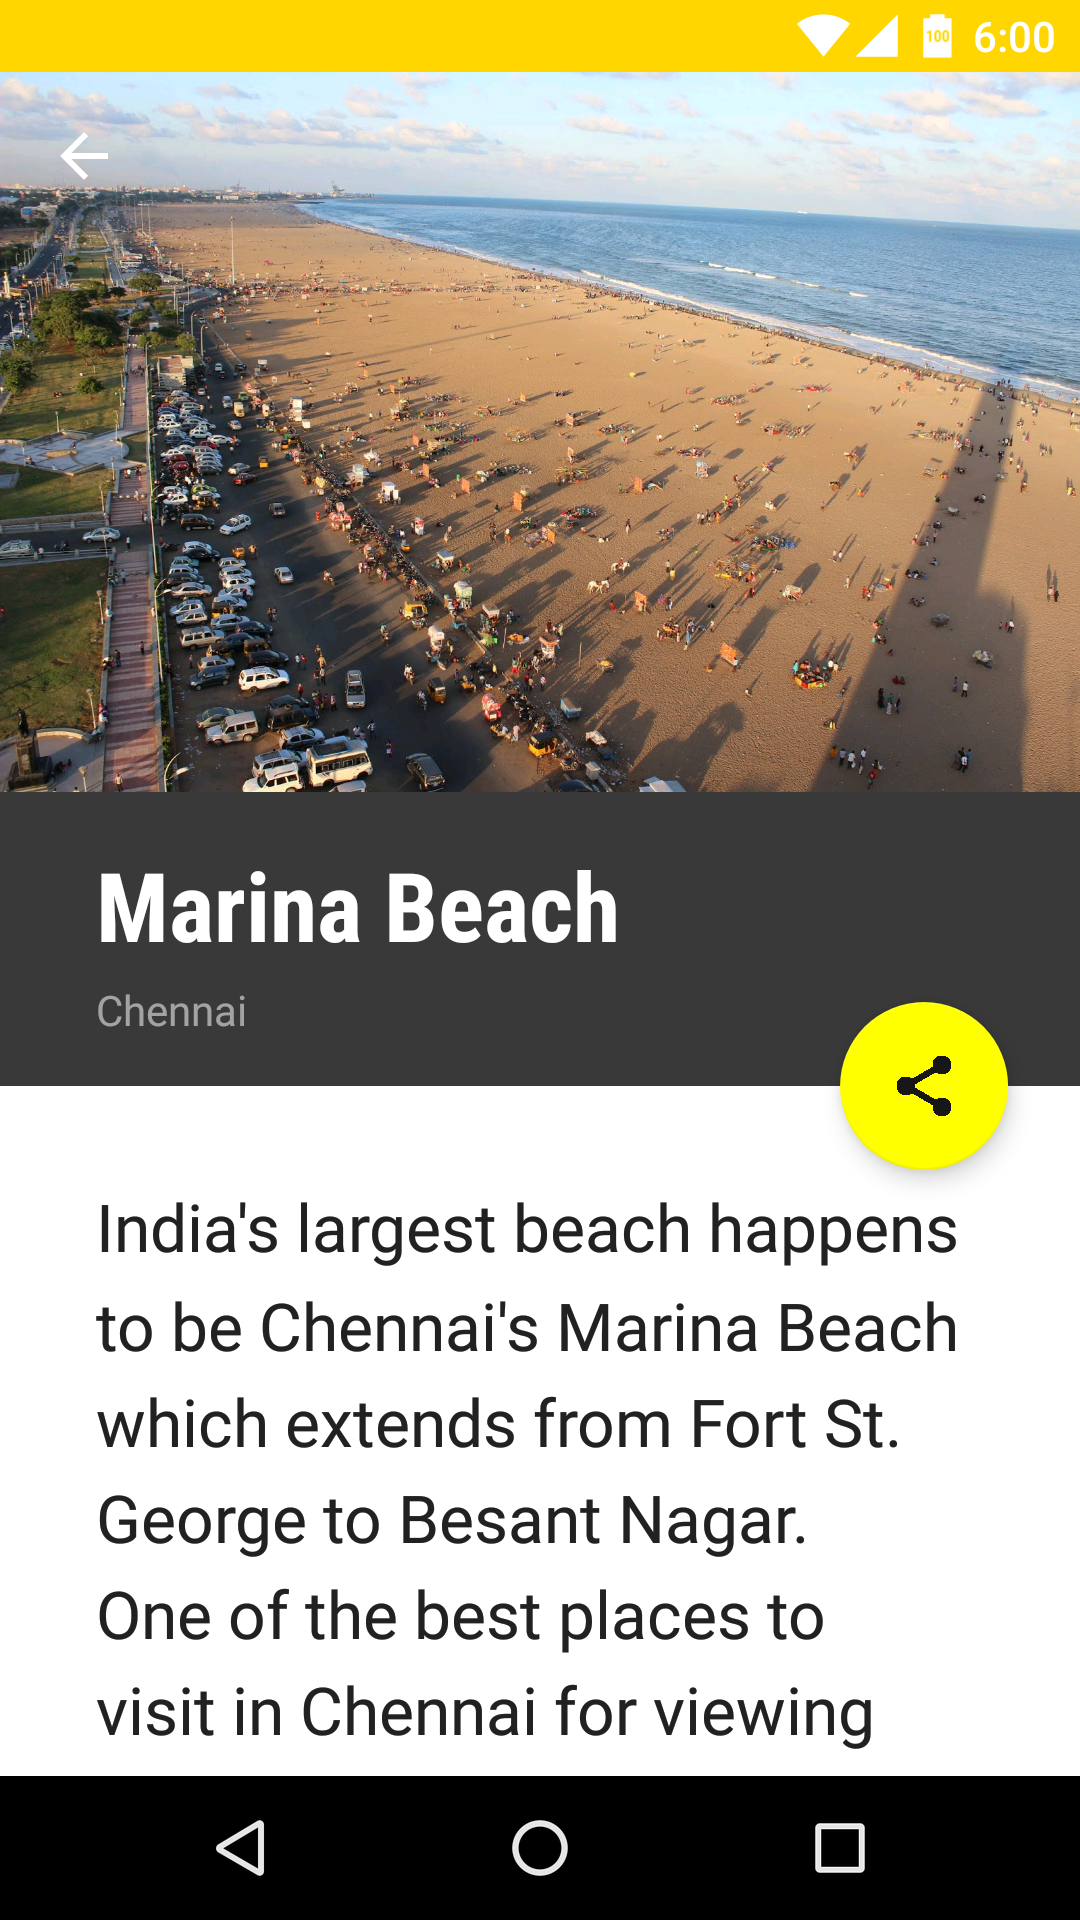 100 6:00
Marina Beach
Chennai
India's largest beach happens
to be Chennai's Marina Beach
which extends from Fort St.
George to Besant Nagar.
One of the best places to
visit in Chennai for viewing